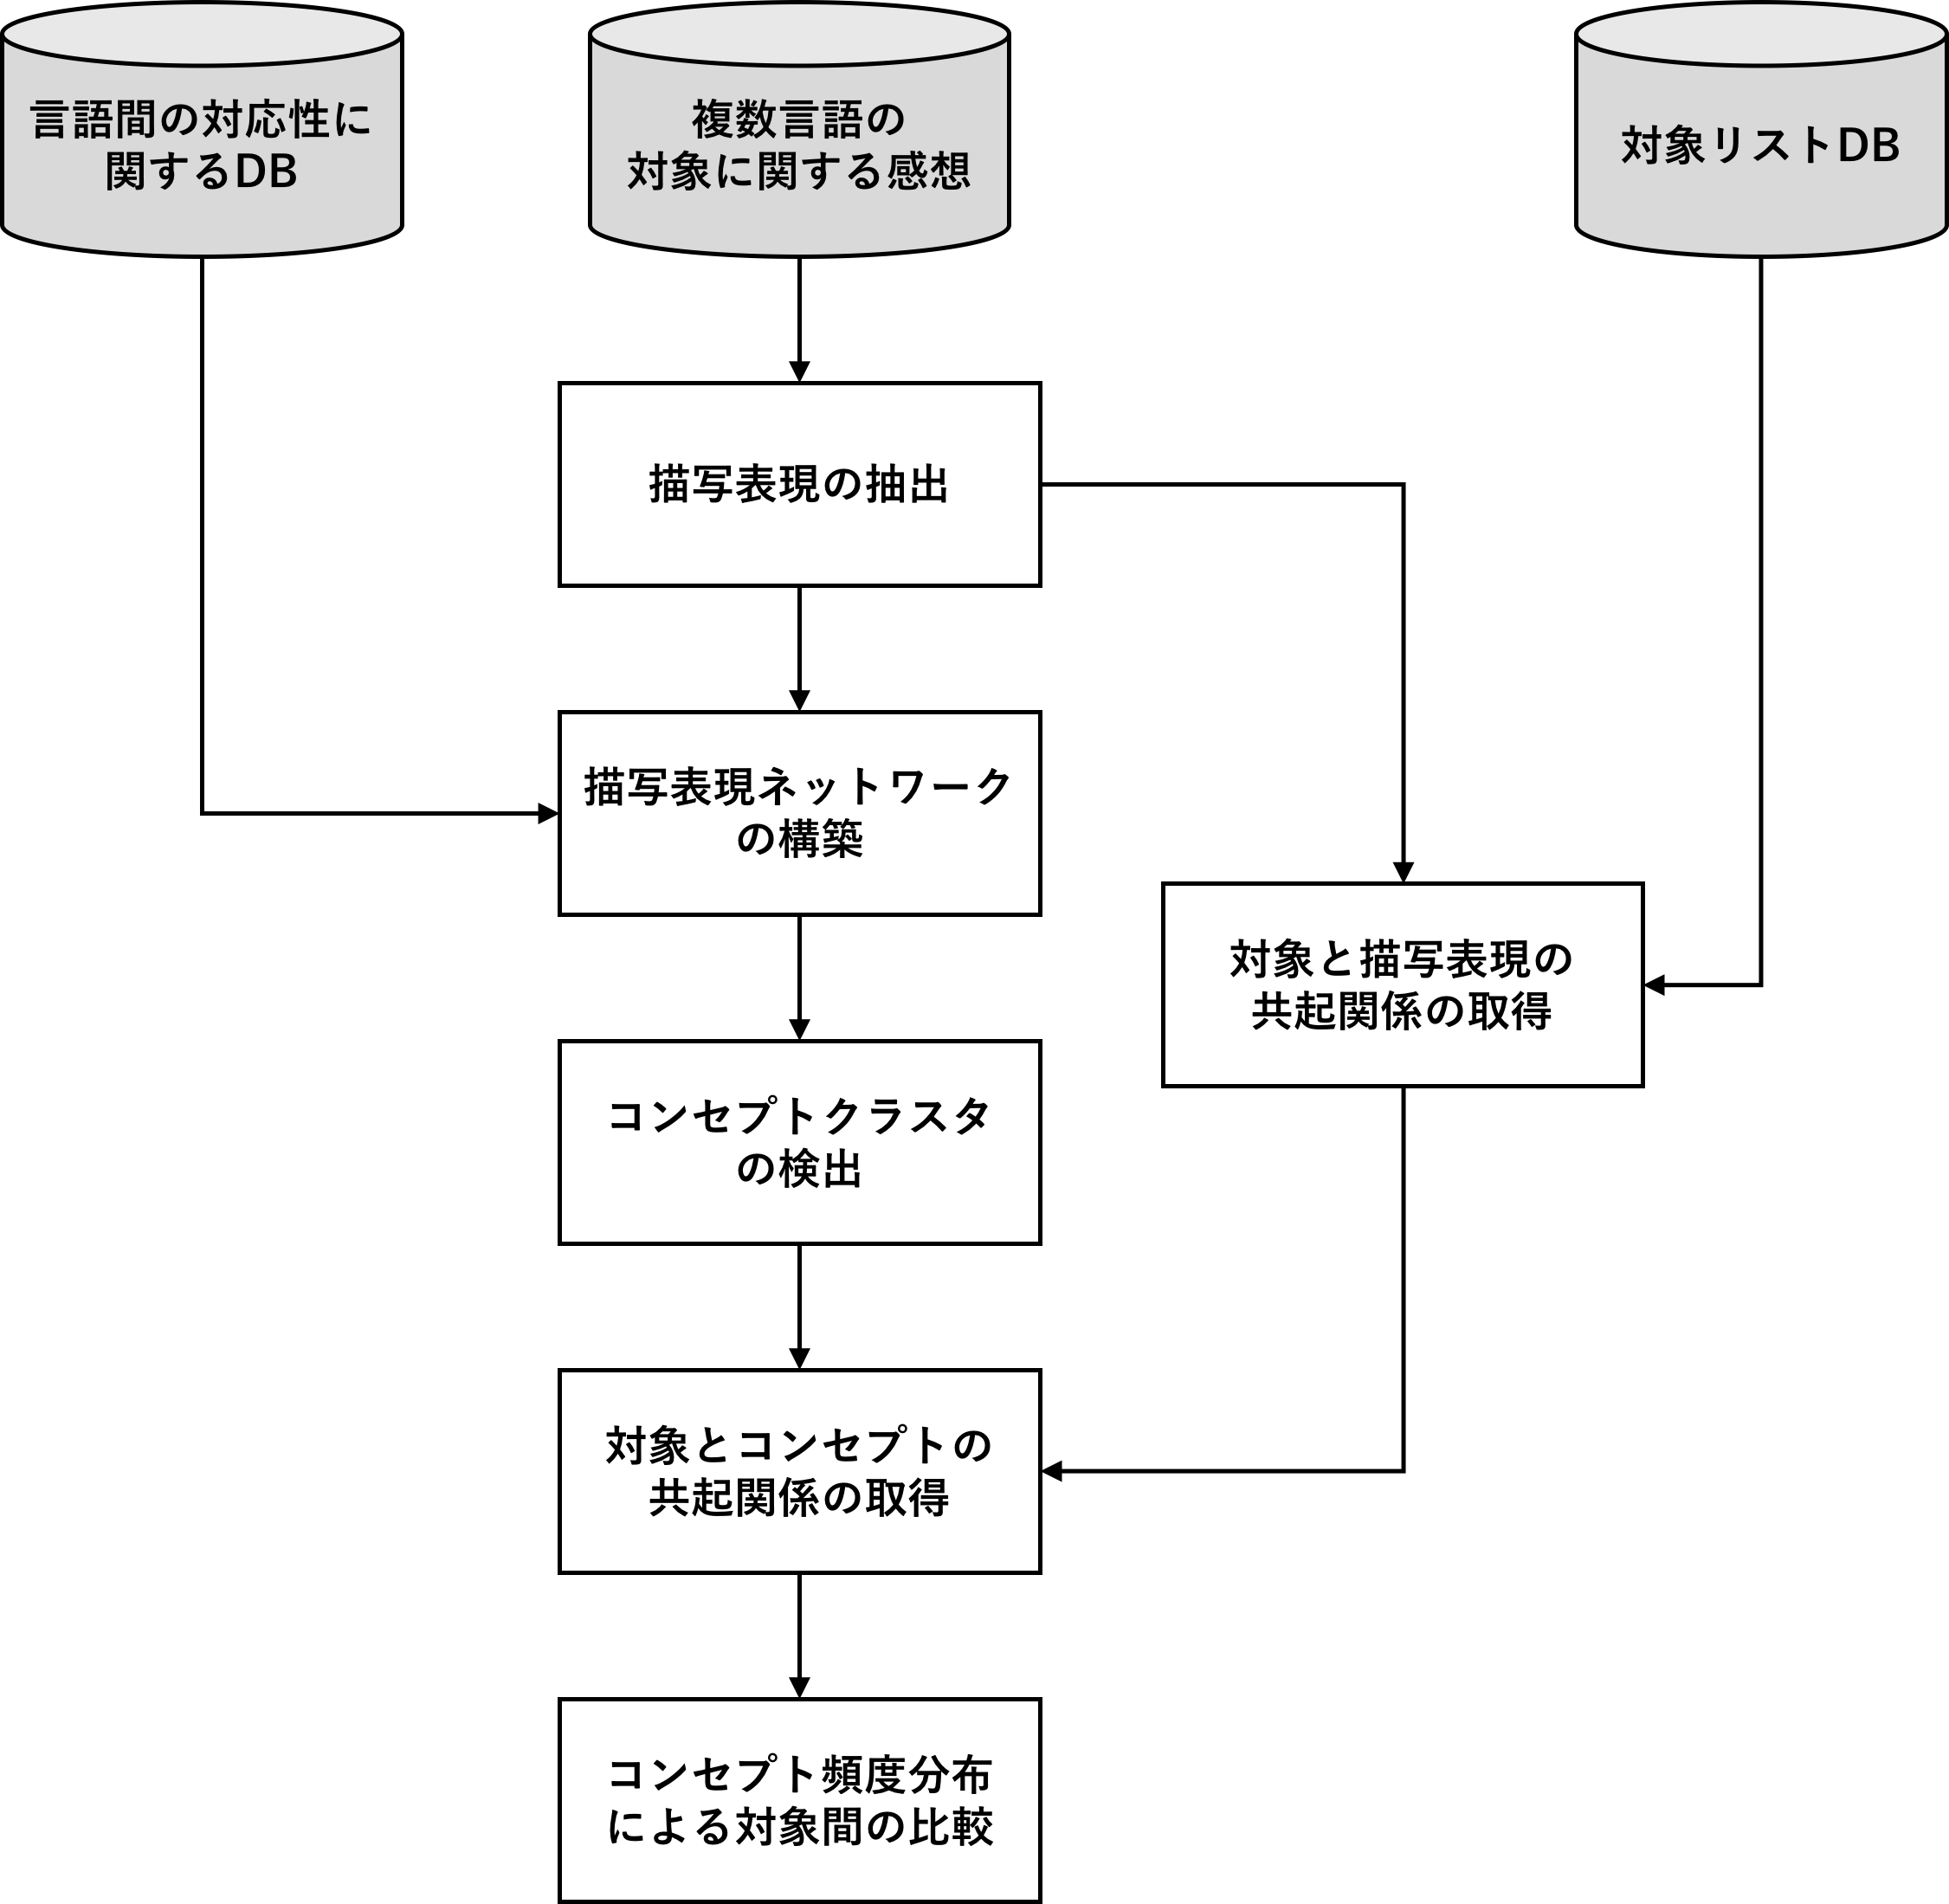 言語間の対応性に
関するDB
複数言語の
対象に関する感想
対象リストDB
描写表現の抽出
描写表現ネットワーク
の構築
対象と描写表現の
共起関係の取得
コンセプトクラスタ
の検出
対象とコンセプトの
共起関係の取得
コンセプト頻度分布
による対象間の比較